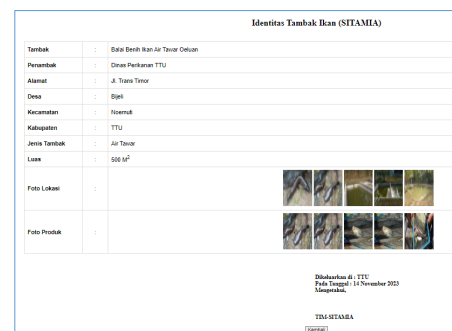 Identitas Tambak Ikan (SITAMIA)
Tambak : Balai Benih Ikan Air Tawar Oeluan
Penambak : Dinas Perikanan TTU
Alamat : Jl. Trans Timor
Desa : Bijeli
Kecamatan : Noemuti
Kabupaten : TTU
Jenis Tambak : Air Tawar
Luas : 500 M²
Foto Lokasi :
Foto Produk :
Dikeluarkan di : TTU
Pada Tanggal : 14 November 2023
Mengetahui,
TIM-SITAMIA
Kembali